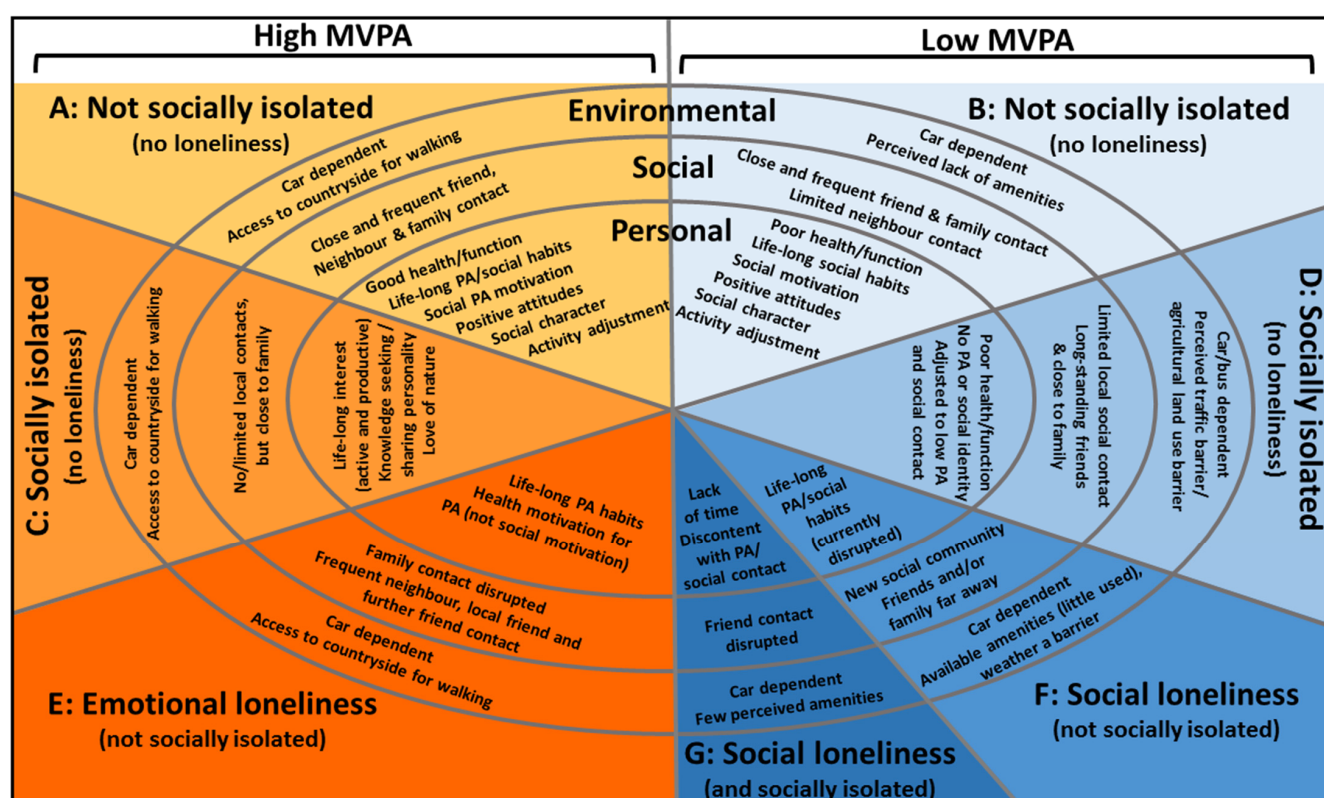 High MVPA
Low MVPA
A: Not socially isolated
(no loneliness)
Environmental
Social
Personal
B: Not socially isolated
(no loneliness)
Car dependent
Access to countryside for walking
Close and frequent friend,
Neighbour & family contact
Good health/function
Life-long PA/social habits
Social PA motivation
Positive attitudes
Social character
Activity adjustment
Car dependent
Perceived lack of amenities
Close and frequent friend & family contact
Limited neighbour contact
Poor health/function
Life-long social habits
Social motivation
Positive attitudes
Social character
Activity adjustment
C: Socially isolated
(no loneliness)
Car dependent
Access to countryside for walking
No/limited local contacts,
but close to family
Life-long interest
(active and productive)
Knowledge seeking /
sharing personality
Love of nature
D: Socially isolated
(no loneliness)
Car/bus dependent
Perceived traffic barrier/
agricultural land use barrier
Limited local social contact
Long-standing friends
& close to family
Poor health/function
No PA or social identity
Adjusted to low PA
and social contact
E: Emotional loneliness
(not socially isolated)
Life-long PA habits
Health motivation for
PA (not social motivation)
Family contact disrupted
Frequent neighbour, local friend and
further friend contact
Car dependent
Access to countryside for walking
F: Social loneliness
(not socially isolated)
Life-long
PA/social
habits
(currently
disrupted)
New social community
Friends and/or
family far away
Car dependent
Available amenities (little used),
weather a barrier
G: Social loneliness
(and socially isolated)
Lack
of time
Discontent
with PA/
social contact
Friend contact
disrupted
Car dependent
Few perceived amenities